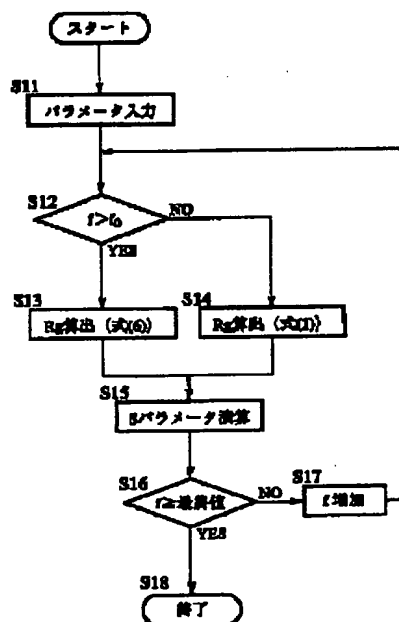 スタート
S11
パラメータ入力
S12
f>f₀
NO
YES
S13
Rg算出(式(6))
S14
Rg算出(式(1))
S15
Sパラメータ演算
S16
f≧最終値
NO
S17
f増加
YES
S18
終了